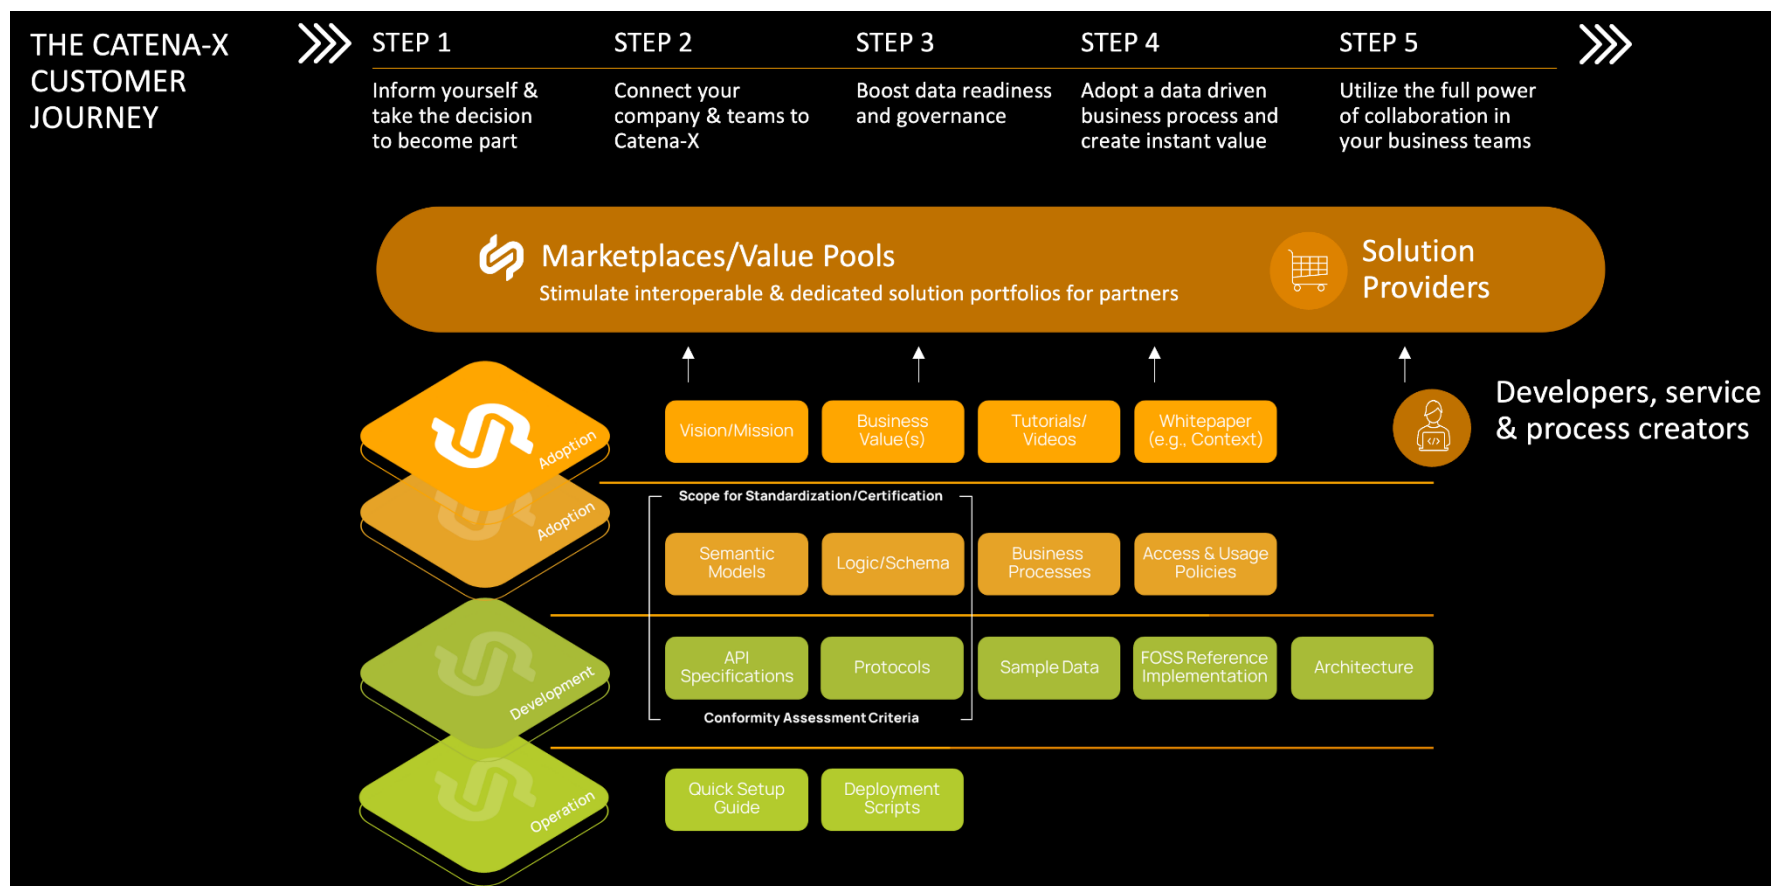 THE CATENA-X
CUSTOMER
JOURNEY
STEP 1
Inform yourself &
take the decision
to become part
STEP 2
Connect your
company & teams to
Catena-X
STEP 3
Boost data readiness
and governance
STEP 4
Adopt a data driven
business process and
create instant value
STEP 5
Utilize the full power
of collaboration in
your business teams
Marketplaces/Value Pools
Stimulate interoperable & dedicated solution portfolios for partners
Solution
Providers
Developers, service
& process creators
Adoption
Vision/Mission
Business
Value(s)
Tutorials/
Videos
Whitepaper
(e.g., Context)
Scope for Standardization/Certification
Adoption
Semantic
Models
Logic/Schema
Business
Processes
Access & Usage
Policies
Development
API
Specifications
Protocols
Sample Data
FOSS Reference
Implementation
Architecture
Conformity Assessment Criteria
Operation
Quick Setup
Guide
Deployment
Scripts